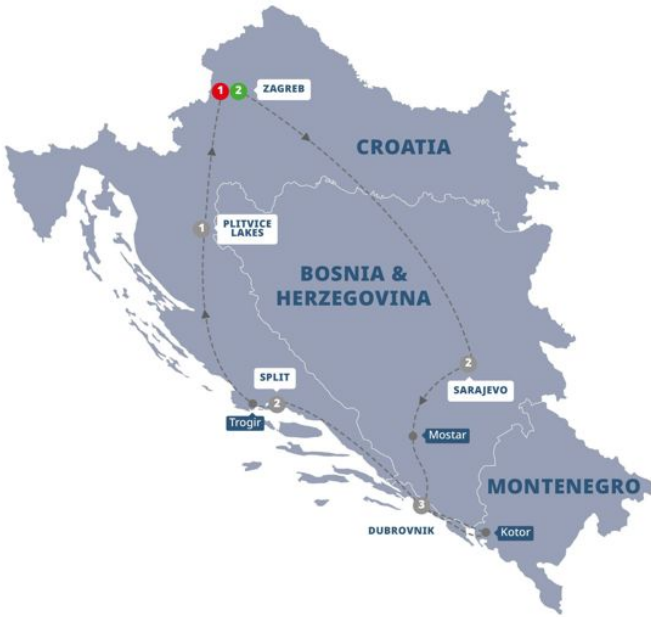 1 2 ZAGREB
CROATIA
1 PLITVICE
LAKES
BOSNIA &
HERZEGOVINA
2
SARAJEVO
SPLIT
2
Trogir
Mostar
MONTENEGRO
3
DUBROVNIK
Kotor